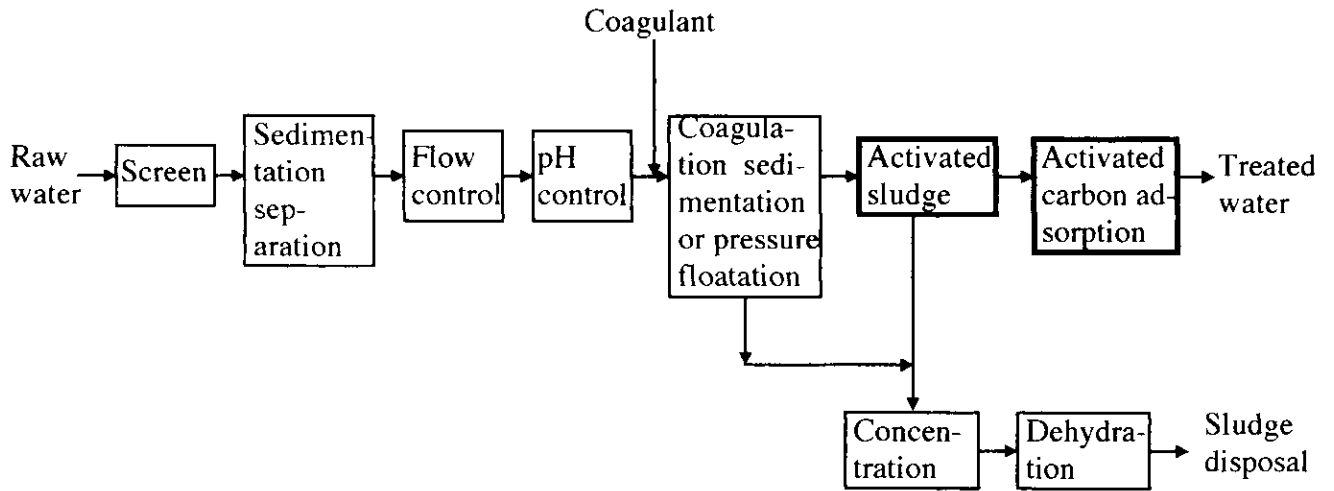 Coagulant
Raw
water
Screen
Sedimen-
tation
sep-
aration
Flow
control
pH
control
Coagula-
tion sedi-
mentation
or pressure
floatation
Activated
sludge
Activated
carbon ad-
sorption
Treated
water
Concen-
tration
Dehydra-
tion
Sludge
disposal